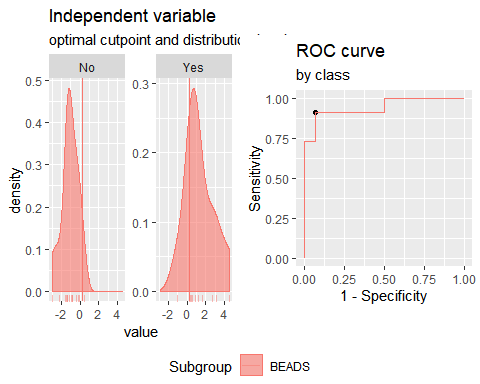 Independent variable
optimal cutpoint and distributio
No
Yes
0.5
0.4
0.3
0.2
0.1
0.0
density
0.3
0.2
0.1
0.0
-2 0 2 4
-2 0 2 4
value
ROC curve
by class
1.00
0.75
0.50
0.25
0.00
Sensitivity
0.00 0.25 0.50 0.75 1.00
1 - Specificity
Subgroup
BEADS